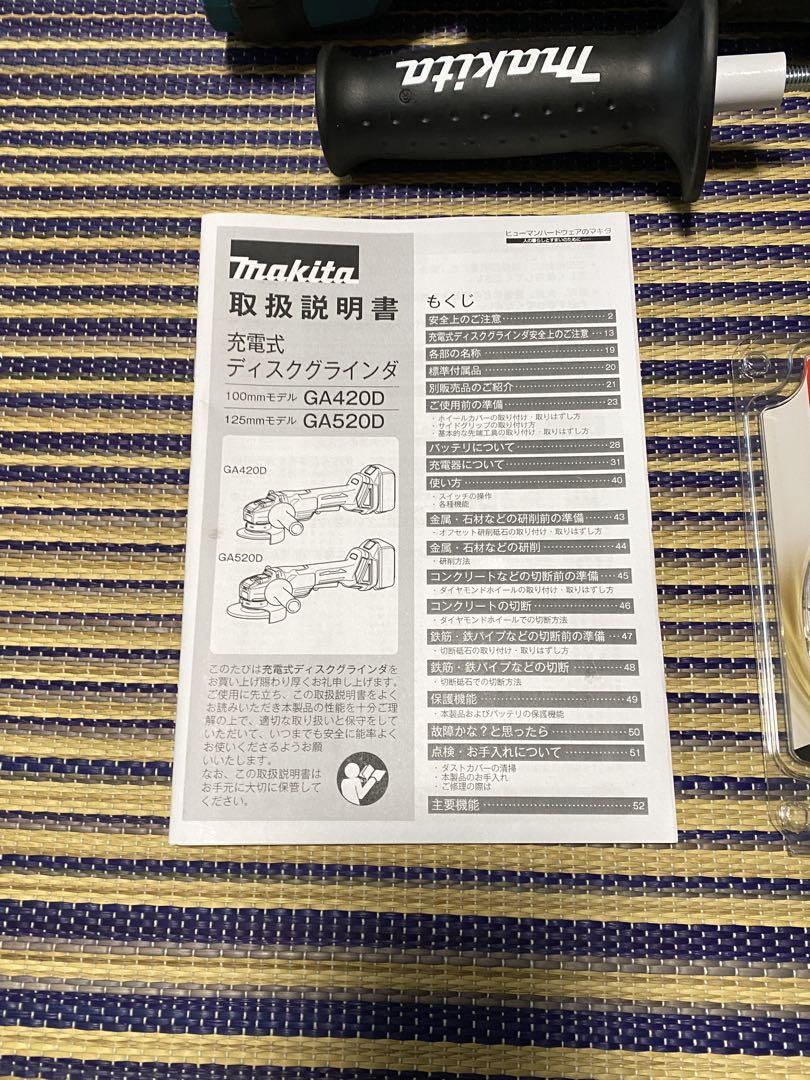 makita
®
ヒューマンハードウェアのマキタ
人の暮らしとすまいのために
makita
取扱説明書
充電式
ディスクグラインダ
100mmモデル GA420D
125mmモデル GA520D
GA420D
GA520D
このたびは充電式ディスクグラインダを
お買い上げ賜わり厚くお礼申し上げます。
ご使用に先立ち、この取扱説明書をよく
お読みいただき本製品の性能を十分ご理
解の上で、適切な取り扱いと保守をして
いただいて、いつまでも安全に能率よく
お使いくださるようお願
いいたします。
なお、この取扱説明書は
お手元に大切に保管して
ください。
もくじ
安全上のご注意 2
充電式ディスクグラインダ安全上のご注意 13
各部の名称 19
標準付属品 20
別販売品のご紹介 21
ご使用前の準備 23
・ホイールカバーの取り付け・取りはずし方
・サイドグリップの取り付け方
・基本的な先端工具の取り付け・取りはずし方
バッテリについて 28
充電器について 31
使い方 40
・スイッチの操作
・各種機能
金属・石材などの研削前の準備 43
・オフセット研削砥石の取り付け・取りはずし方
金属・石材などの研削 44
・研削方法
コンクリートなどの切断前の準備 45
・ダイヤモンドホイールの取り付け・取りはずし方
コンクリートの切断 46
・ダイヤモンドホイールでの切断方法
鉄筋・鉄パイプなどの切断前の準備 47
・切断砥石の取り付け・取りはずし方
鉄筋・鉄パイプなどの切断 48
・切断砥石での切断方法
保護機能 49
・本製品およびバッテリの保護機能
故障かな？と思ったら 50
点検・お手入れについて 51
・ダストカバーの清掃
・本製品のお手入れ
・ご修理の際は
主要機能 52